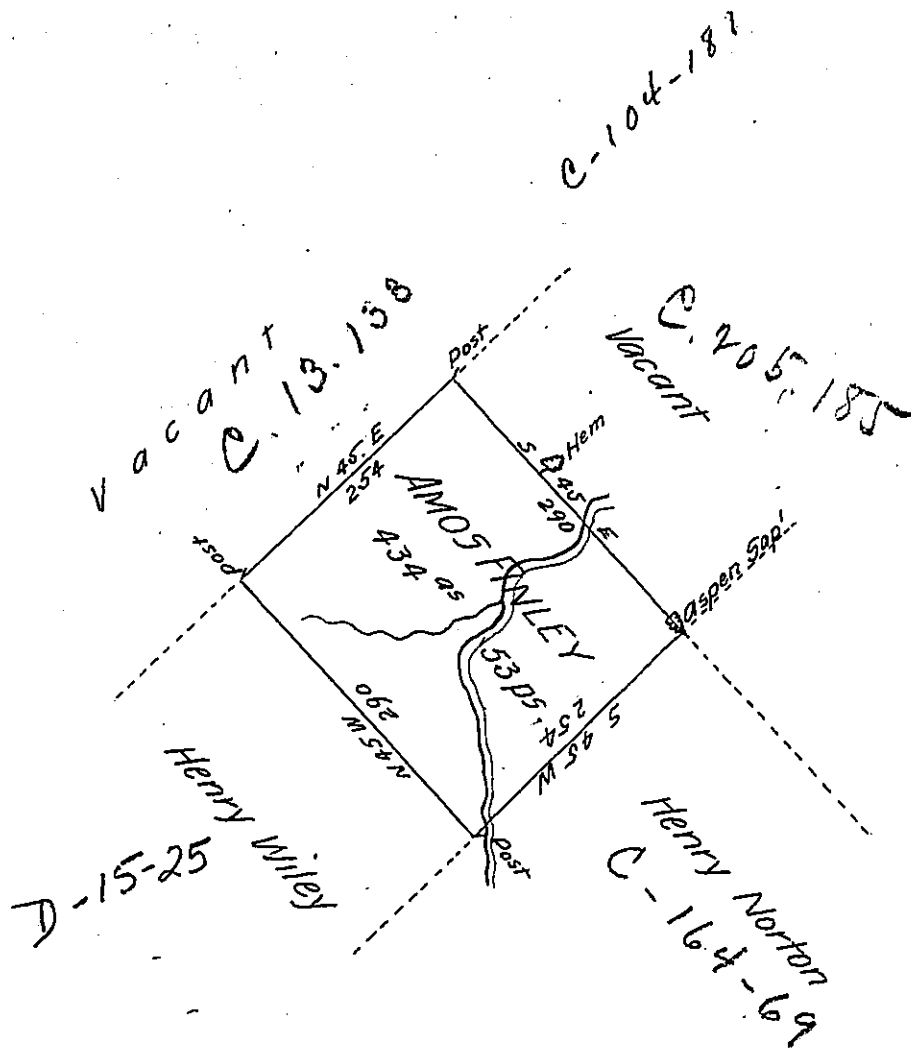 C-104-181
Vacant
C. 13. 138
Post
C. 205, 185
Vacant
N 45. E
254
S 45 E
290
Hem
AMOS FINLEY
434 as
53 ps.
Post
aspen Sap!
290
N 45 W
254
S 45 W
Post
Henry Wiley
D-15-25
Henry Norton
C-164-69